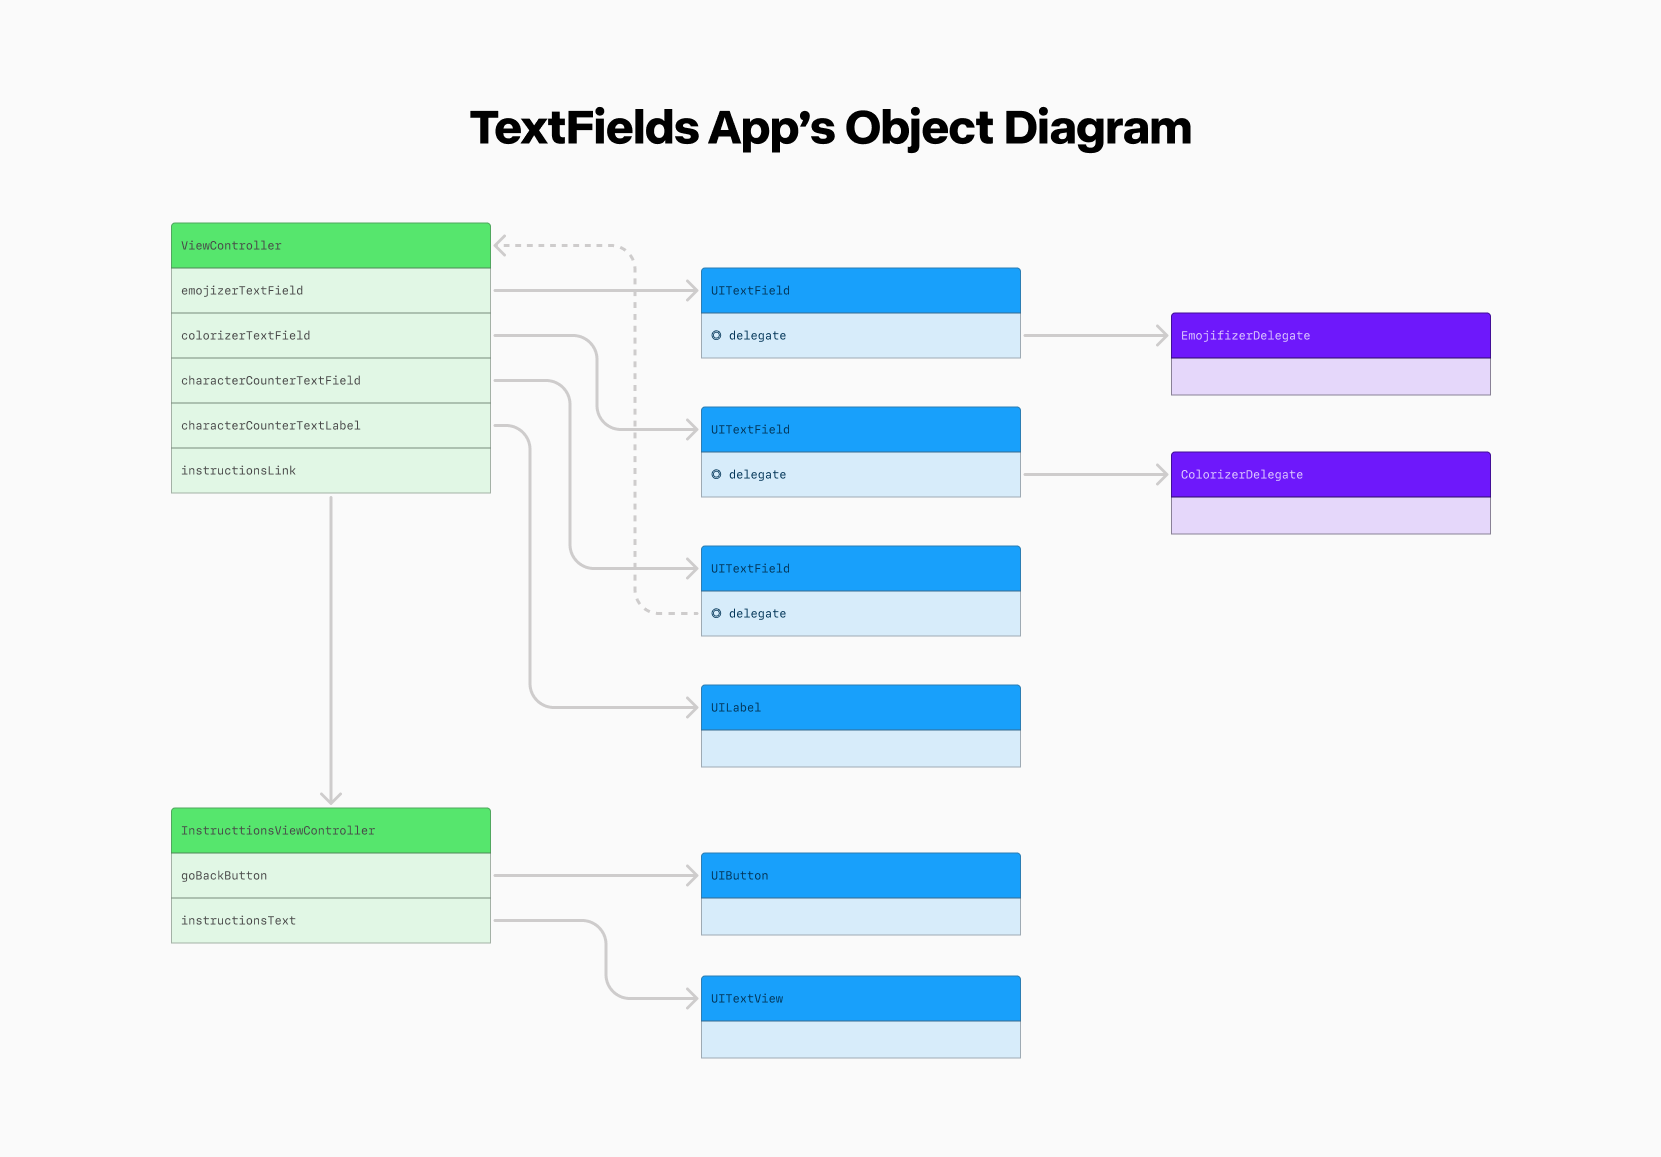 TextFields App’s Object Diagram
ViewController
emojizerTextField
colorizerTextField
characterCounterTextField
characterCounterTextLabel
instructionsLink
UITextField
delegate
EmojifizerDelegate
UITextField
delegate
ColorizerDelegate
UITextField
delegate
UILabel
InstructtionsViewController
goBackButton
instructionsText
UIButton
UITextView